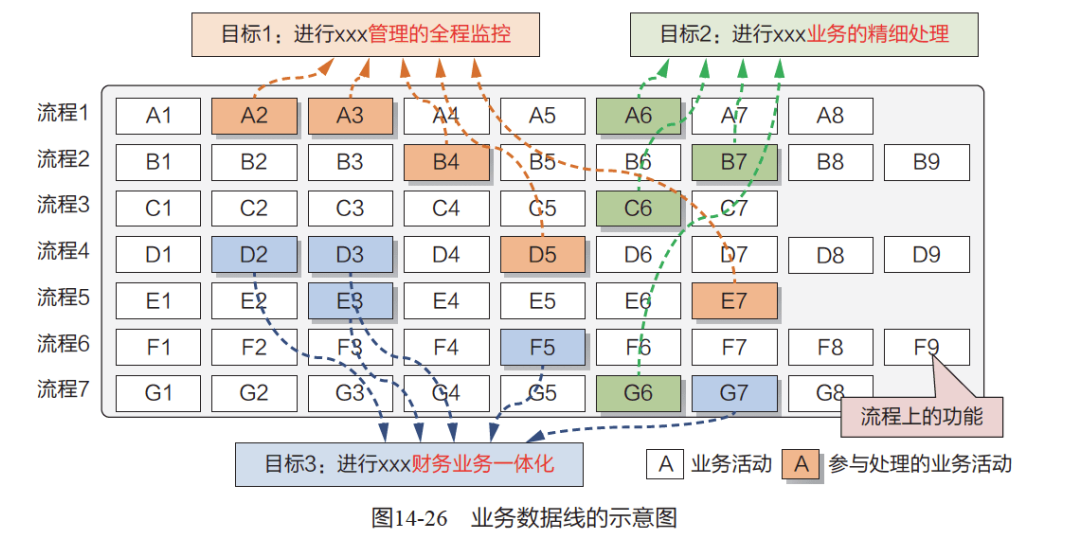 目标1：进行xxx管理的全程监控
目标2：进行xxx业务的精细处理
流程1 A1 A2 A3 A4 A5 A6 A7 A8
流程2 B1 B2 B3 B4 B5 B6 B7 B8 B9
流程3 C1 C2 C3 C4 C5 C6 C7
流程4 D1 D2 D3 D4 D5 D6 D7 D8 D9
流程5 E1 E2 E3 E4 E5 E6 E7
流程6 F1 F2 F3 F4 F5 F6 F7 F8 F9
流程7 G1 G2 G3 G4 G5 G6 G7 G8
流程上的功能
目标3：进行xxx财务业务一体化
A 业务活动 A 参与处理的业务活动
图14-26 业务数据线的示意图